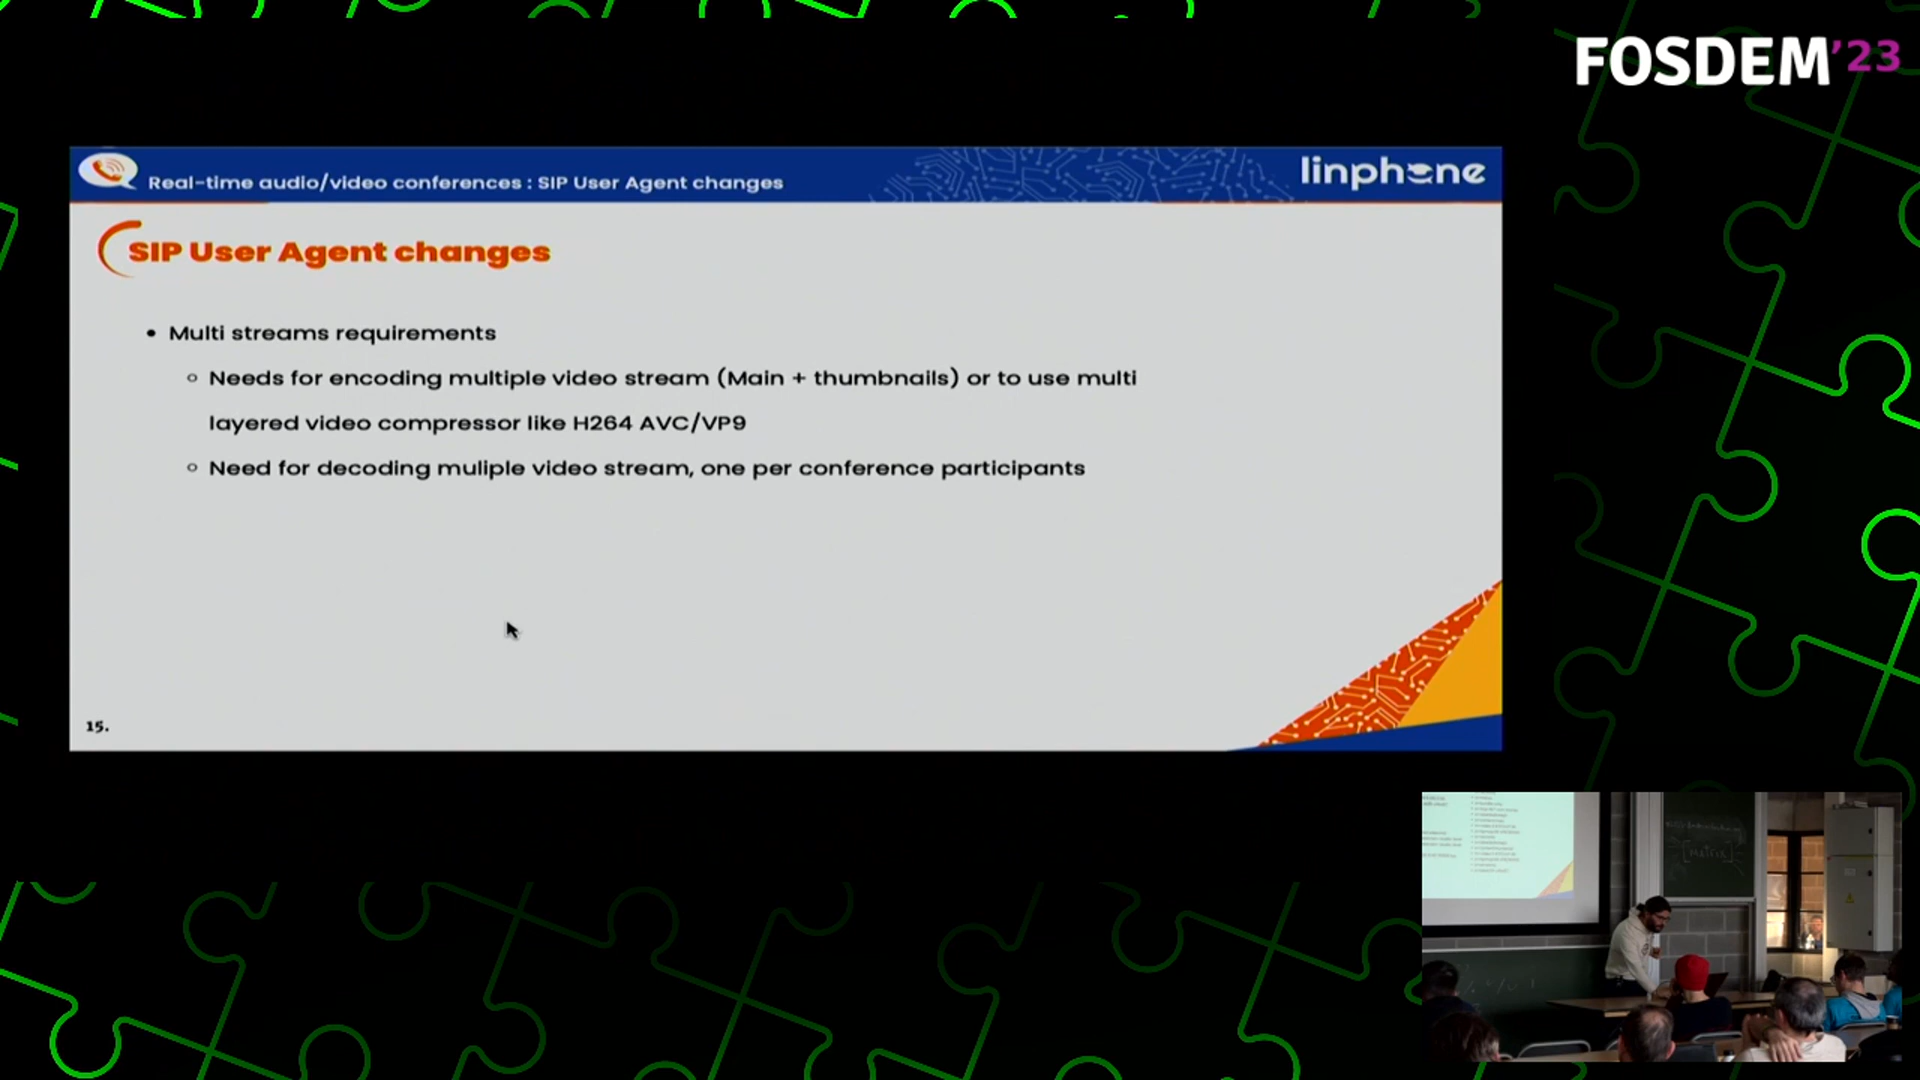 FOSDEM'23
Real-time audio/video conferences : SIP User Agent changes
linphone
SIP User Agent changes
• Multi streams requirements
○ Needs for encoding multiple video stream (Main + thumbnails) or to use multi
layered video compressor like H264 AVC/VP9
○ Need for decoding muliple video stream, one per conference participants
15.